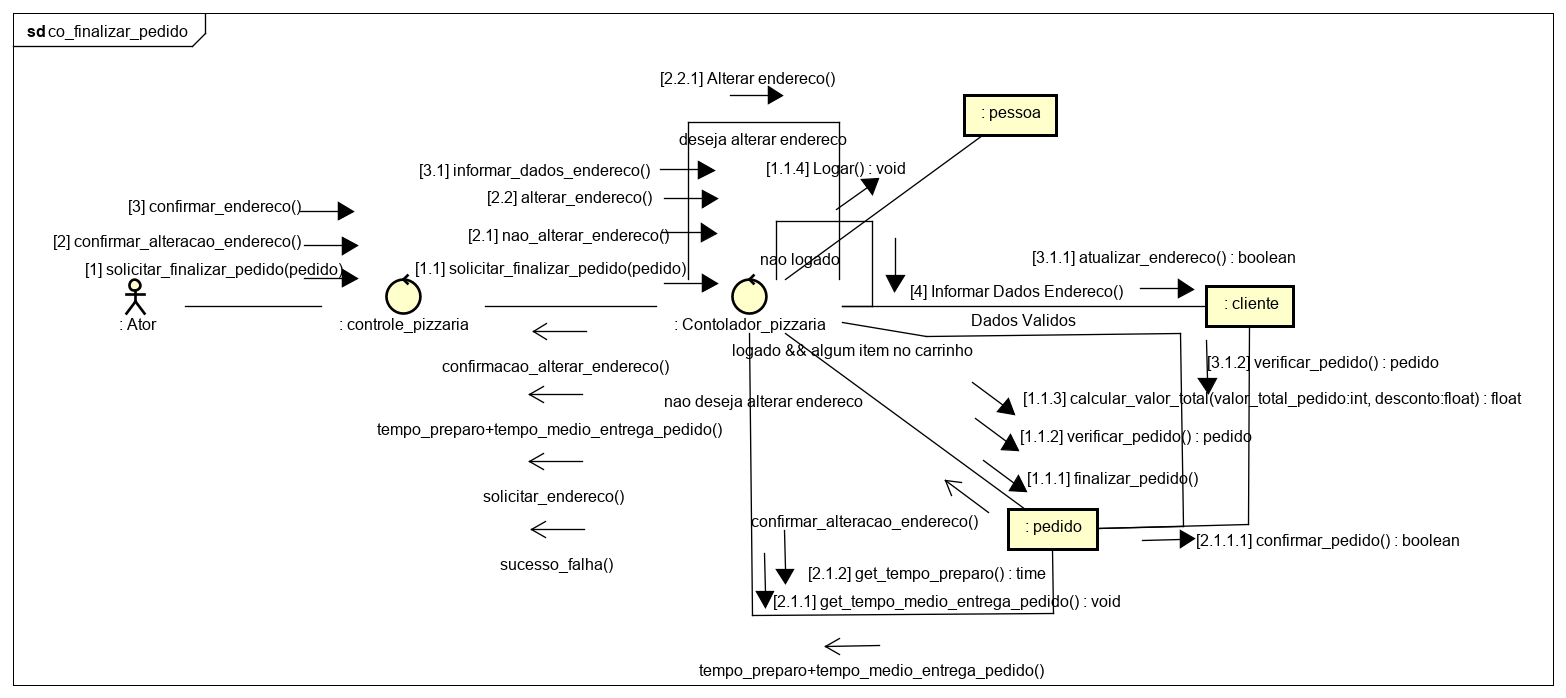 sd co_finalizar_pedido
[2.2.1] Alterar endereco()
: pessoa
deseja alterar endereco
[3.1] informar_dados_endereco()
[1.1.4] Logar() : void
[2.2] alterar_endereco()
[3] confirmar_endereco()
[2.1] nao_alterar_endereco()
[2] confirmar_alteracao_endereco()
nao logado
[3.1.1] atualizar_endereco() : boolean
[1] solicitar_finalizar_pedido(pedido)
[1.1] solicitar_finalizar_pedido(pedido)
[4] Informar Dados Endereco()
: cliente
: Ator
: controle_pizzaria
: Contolador_pizzaria
Dados Validos
logado && algum item no carrinho
confirmacao_alterar_endereco()
[3.1.2] verificar_pedido() : pedido
nao deseja alterar endereco
[1.1.3] calcular_valor_total(valor_total_pedido:int, desconto:float) : float
tempo_preparo+tempo_medio_entrega_pedido()
[1.1.2] verificar_pedido() : pedido
[1.1.1] finalizar_pedido()
solicitar_endereco()
confirmar_alteracao_endereco()
: pedido
[2.1.1.1] confirmar_pedido() : boolean
sucesso_falha()
[2.1.2] get_tempo_preparo() : time
[2.1.1] get_tempo_medio_entrega_pedido() : void
tempo_preparo+tempo_medio_entrega_pedido()